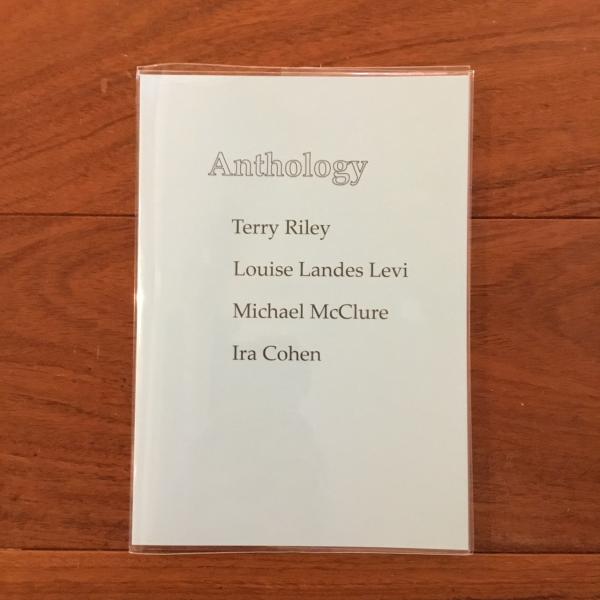 Anthology
Terry Riley
Louise Landes Levi
Michael McClure
Ira Cohen